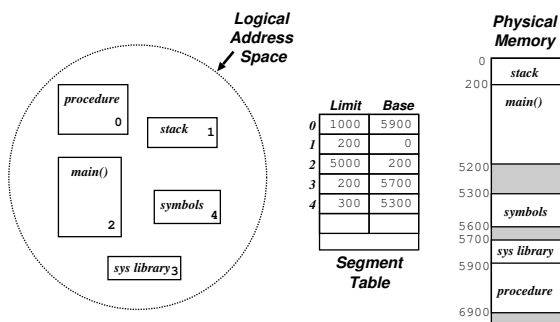 Logical
Address
Space
procedure
0
stack 1
main()
2
symbols 4
sys library 3
Limit Base
0 1000 5900
1 200 0
2 5000 200
3 200 5700
4 300 5300
Segment
Table
Physical
Memory
0
stack
200
main()
5200
5300
symbols
5600
5700
sys library
5900
procedure
6900